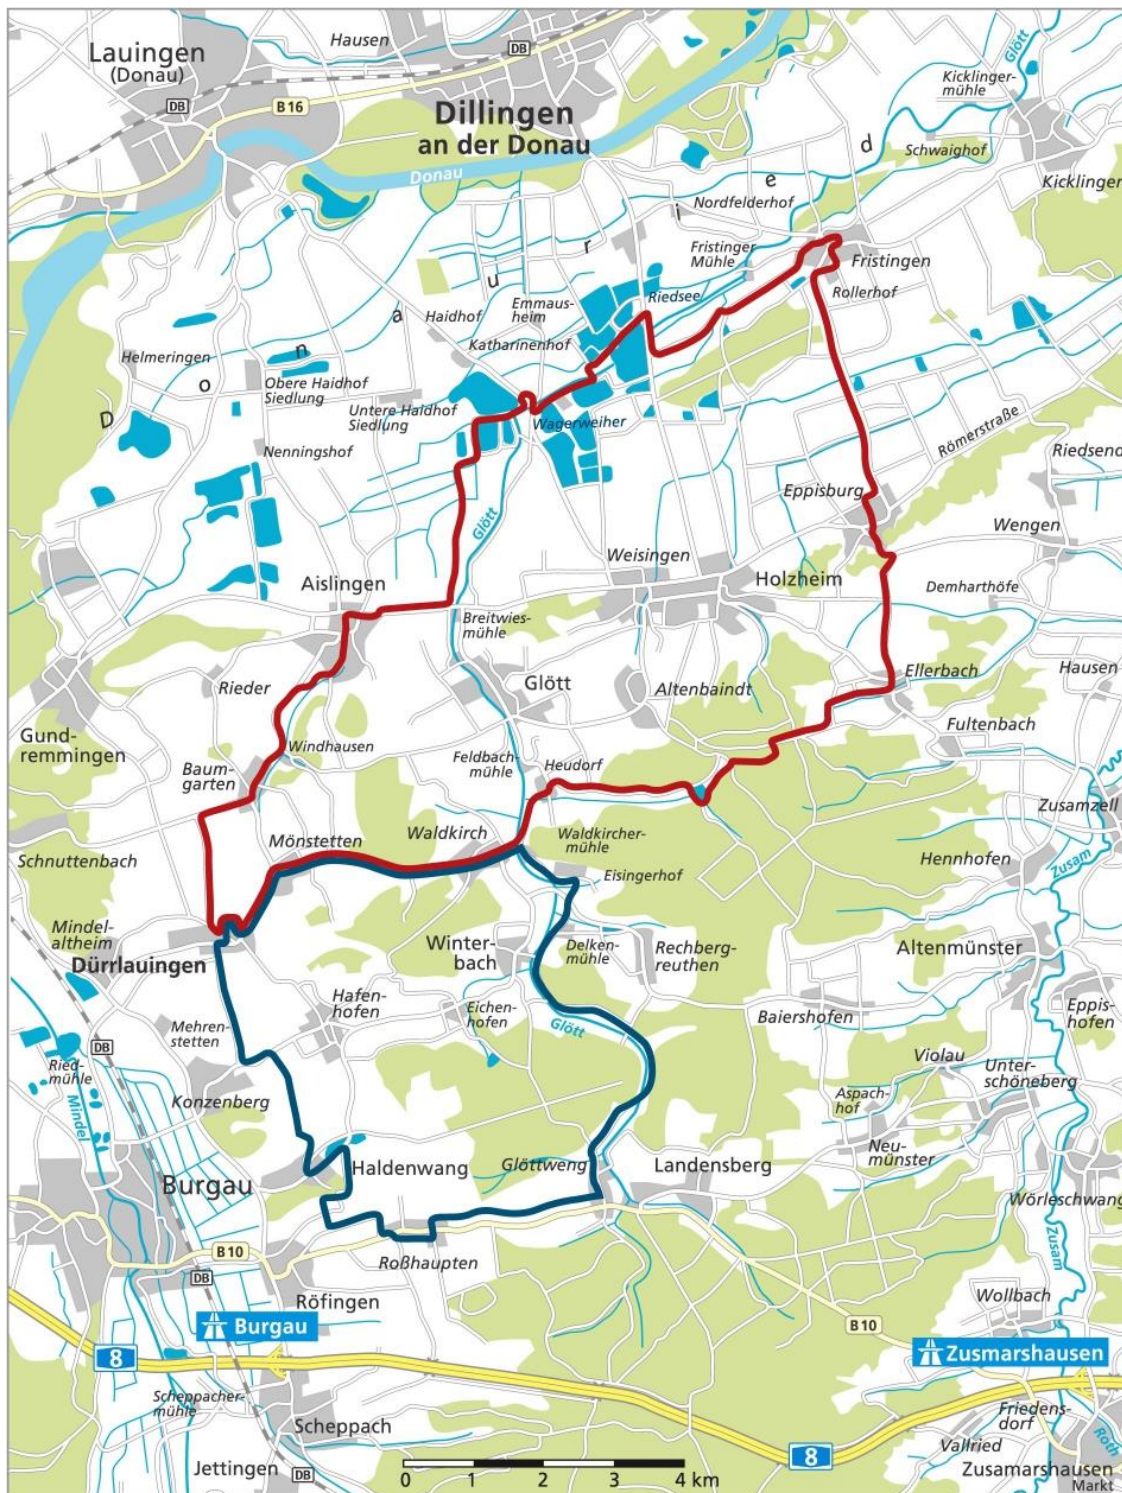 Hausen
Lauingen
(Donau)
DB
DB
B 16
Dillingen
an der Donau
Donau
Glött
Kicklinger-
mühle
Schwaighof
Kicklingen
D o n a u r i e d
Nordfelderhof
Fristinger
Mühle
Fristingen
Rollerhof
Riedsee
Emmaus-
heim
Haidhof
Katharinenhof
Helmeringen
Obere Haidhof
Siedlung
Untere Haidhof
Siedlung
Wagerweiher
Nenningshof
Römerstraße
Riedsend
Eppisburg
Wengen
Glött
Weisingen
Holzheim
Aislingen
Demharthöfe
Breitwies-
mühle
Ellerbach
Hausen
Rieder
Glött
Altenbaindt
Fultenbach
Gund-
remmingen
Windhausen
Feldbach-
mühle
Heudorf
Baum-
garten
Zusamzell
Mönstetten
Waldkirch
Waldkircher-
mühle
Schnuttenbach
Hennhofen
Zusam
Eisingerhof
Mindel-
altheim
Dürrlauingen
Winter-
bach
Delken-
mühle
Rechberg-
reuthen
Altenmünster
Hafen-
hofen
Eichen-
hofen
Baiershofen
Eppis-
hofen
Mehren-
stetten
Glött
DB
Ried-
mühle
Violau
Unter-
schöneberg
Mindel
Konzenberg
Aspach-
hof
Neu-
münster
Haldenwang
Glöttweng
Landensberg
Burgau
Wörleschwang
Zusam
B 10
Roßhaupten
DB
Röfingen
Wollbach
Burgau
B 10
Zusmarshausen
8
Scheppacher-
mühle
Scheppach
Friedens-
dorf
Vallried
Roth
8
Jettingen
DB
0 1 2 3 4 km
Zusamarshausen
Markt